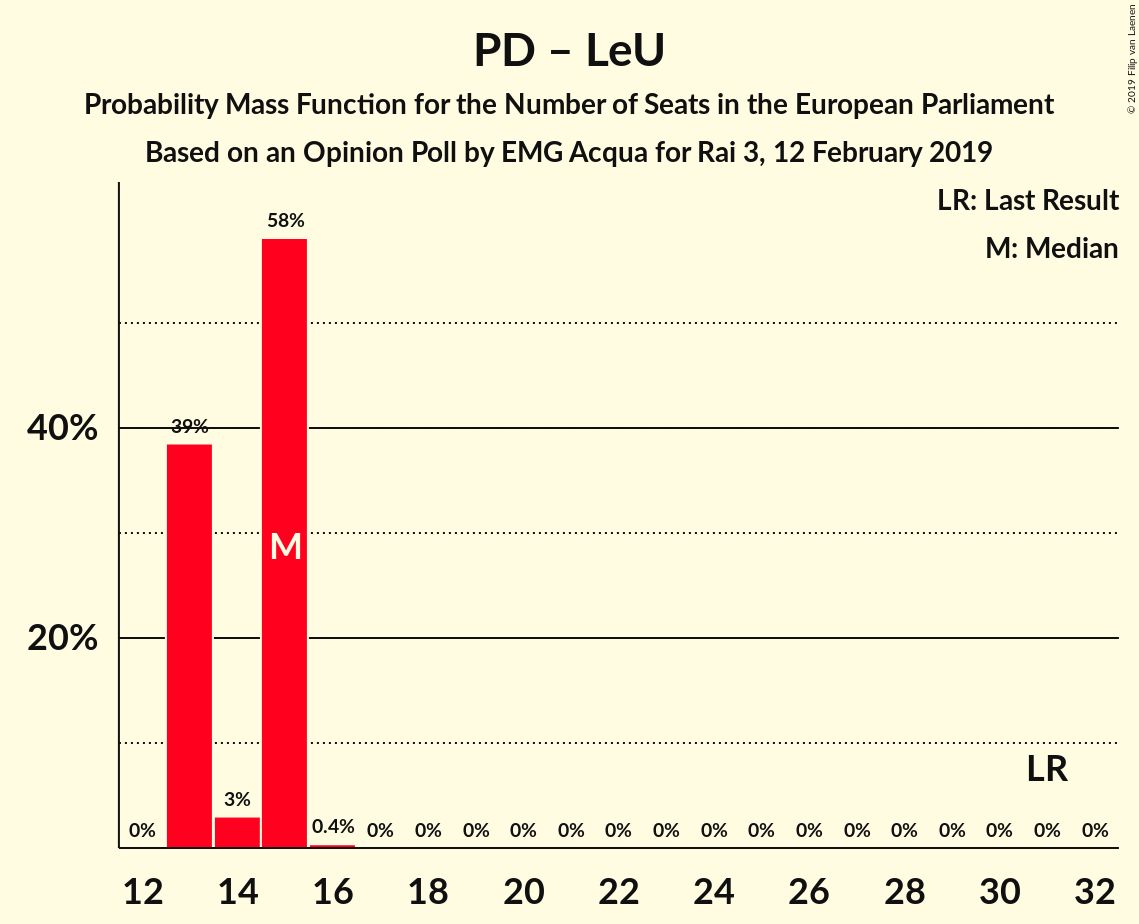 PD – LeU
Probability Mass Function for the Number of Seats in the European Parliament
Based on an Opinion Poll by EMG Acqua for Rai 3, 12 February 2019
© 2019 Filip van Laenen
LR: Last Result
M: Median
58%
40%
39%
M
20%
LR
0% 3% 0.4% 0% 0% 0% 0% 0% 0% 0% 0% 0% 0% 0% 0% 0% 0% 0% 0%
12 14 16 18 20 22 24 26 28 30 32